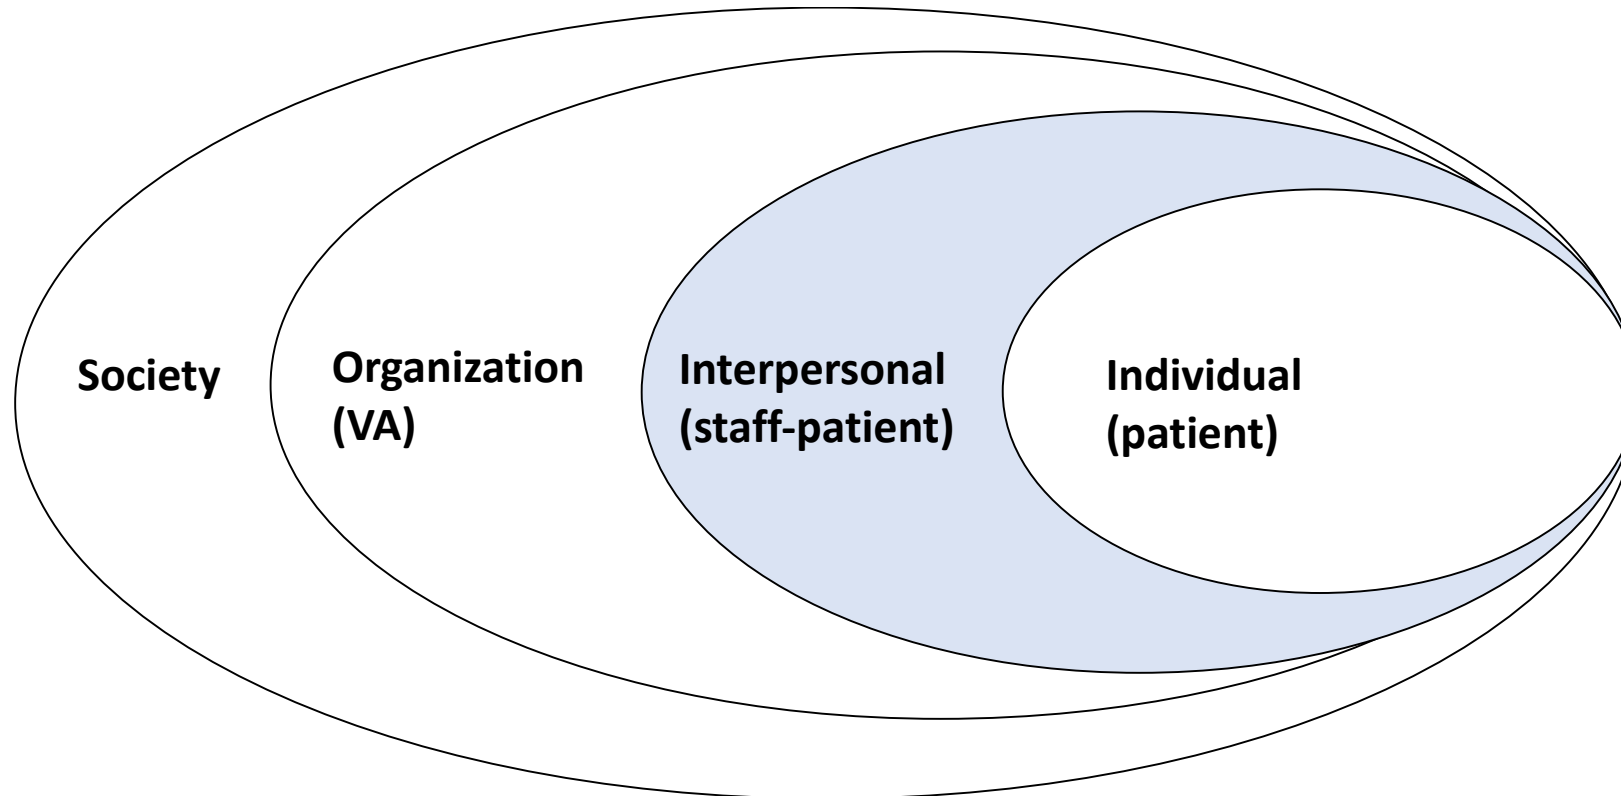 Society
Organization
(VA)
Interpersonal
(staff-patient)
Individual
(patient)